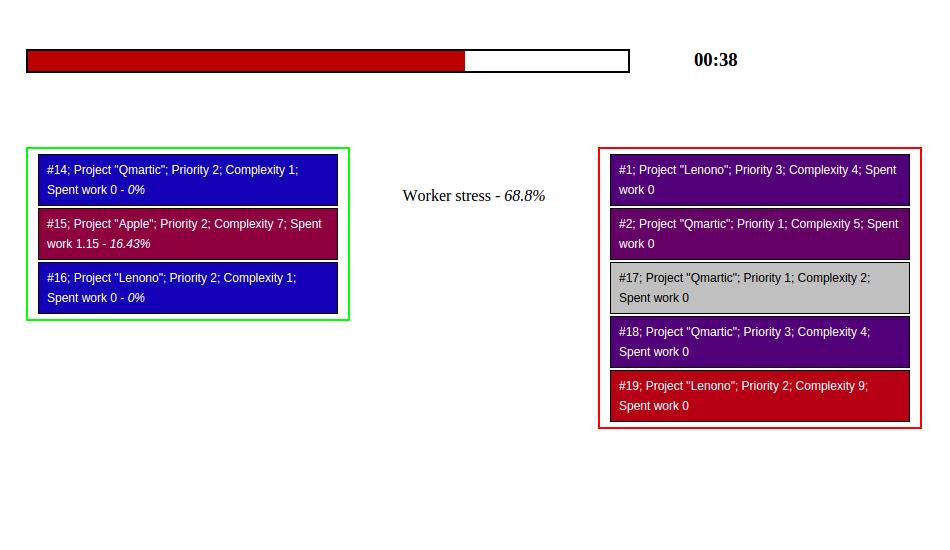 00:38
#14; Project "Qmartic"; Priority 2; Complexity 1;
Spent work 0 - 0%
#15; Project "Apple"; Priority 2; Complexity 7; Spent
work 1.15 - 16.43%
#16; Project "Lenono"; Priority 2; Complexity 1;
Spent work 0 - 0%
Worker stress - 68.8%
#1; Project "Lenono"; Priority 3; Complexity 4; Spent
work 0
#2; Project "Qmartic"; Priority 1; Complexity 5; Spent
work 0
#17; Project "Qmartic"; Priority 1; Complexity 2;
Spent work 0
#18; Project "Qmartic"; Priority 3; Complexity 4;
Spent work 0
#19; Project "Lenono"; Priority 2; Complexity 9;
Spent work 0